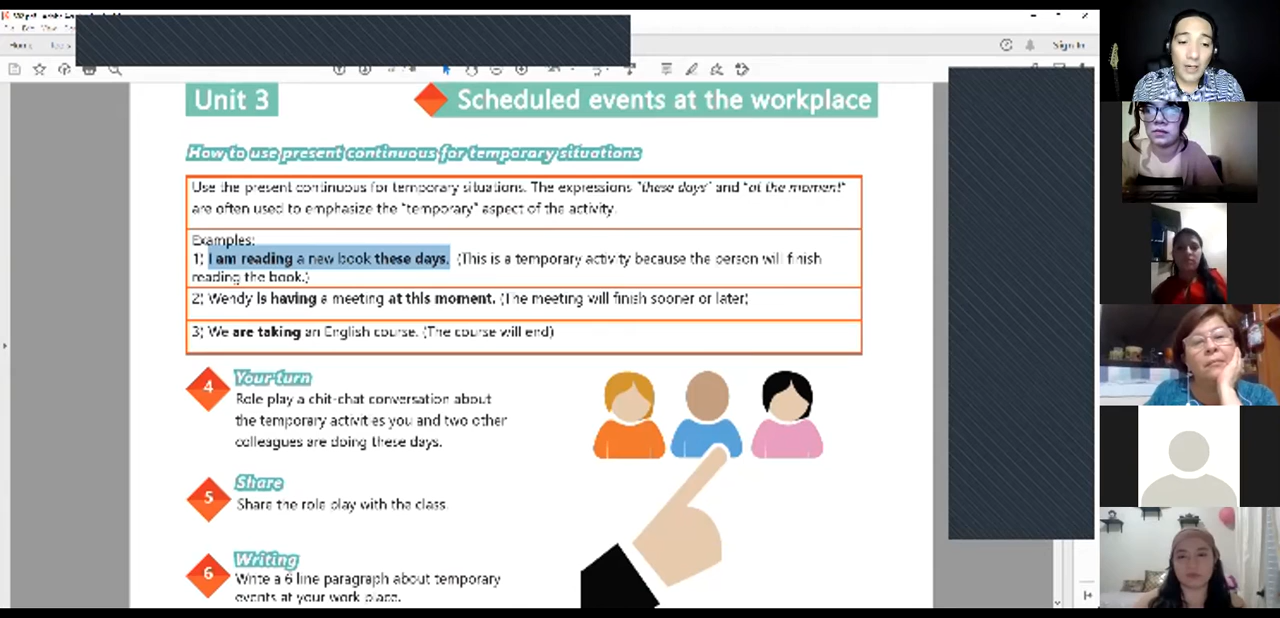 Home Tools
Sign In
Unit 3
Scheduled events at the workplace
How to use present continuous for temporary situations
Use the present continuous for temporary situations. The expressions "these days" and "at the moment"
are often used to emphasize the "temporary" aspect of the activity.
Examples:
1) I am reading a new book these days. (This is a temporary activity because the person will finish
reading the book.)
2) Wendy is having a meeting at this moment. (The meeting will finish sooner or later)
3) We are taking an English course. (The course will end)
4 Your turn
Role play a chit-chat conversation about
the temporary activities you and two other
colleagues are doing these days.
5 Share
Share the role play with the class.
6 Writing
Write a 6 line paragraph about temporary
events at your work place.